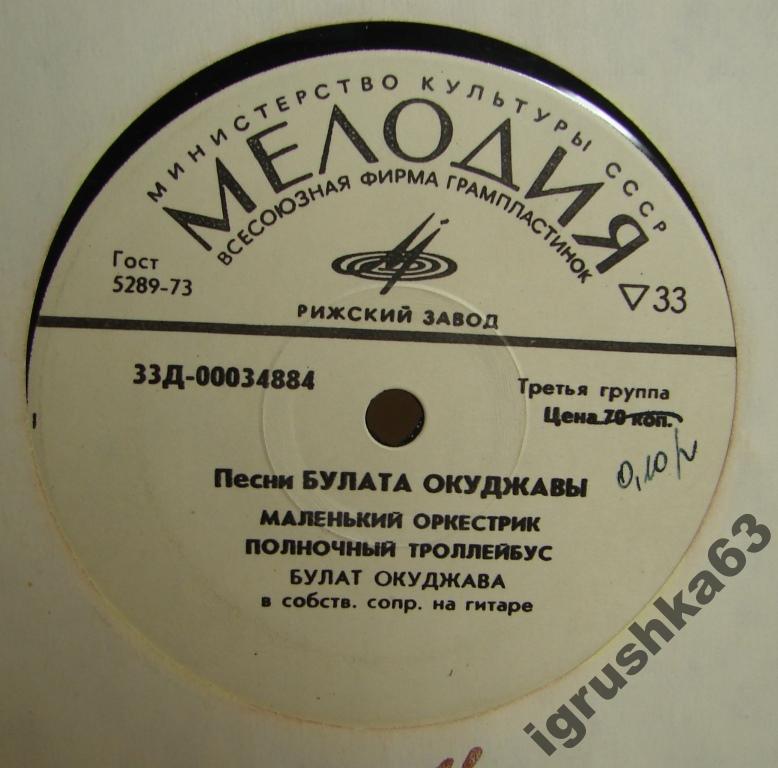 МИНИСТЕРСТВО КУЛЬТУРЫ СССР
МЕЛОДИЯ
ВСЕСОЮЗНАЯ ФИРМА ГРАМПЛАСТИНОК
Гост
5289-73
33
РИЖСКИЙ ЗАВОД
33Д-00034884
Третья группа
Цена 70 коп.
0,10 р
Песни БУЛАТА ОКУДЖАВЫ
МАЛЕНЬКИЙ ОРКЕСТРИК
ПОЛНОЧНЫЙ ТРОЛЛЕЙБУС
БУЛАТ ОКУДЖАВА
в собств. сопр. на гитаре
igrushka63